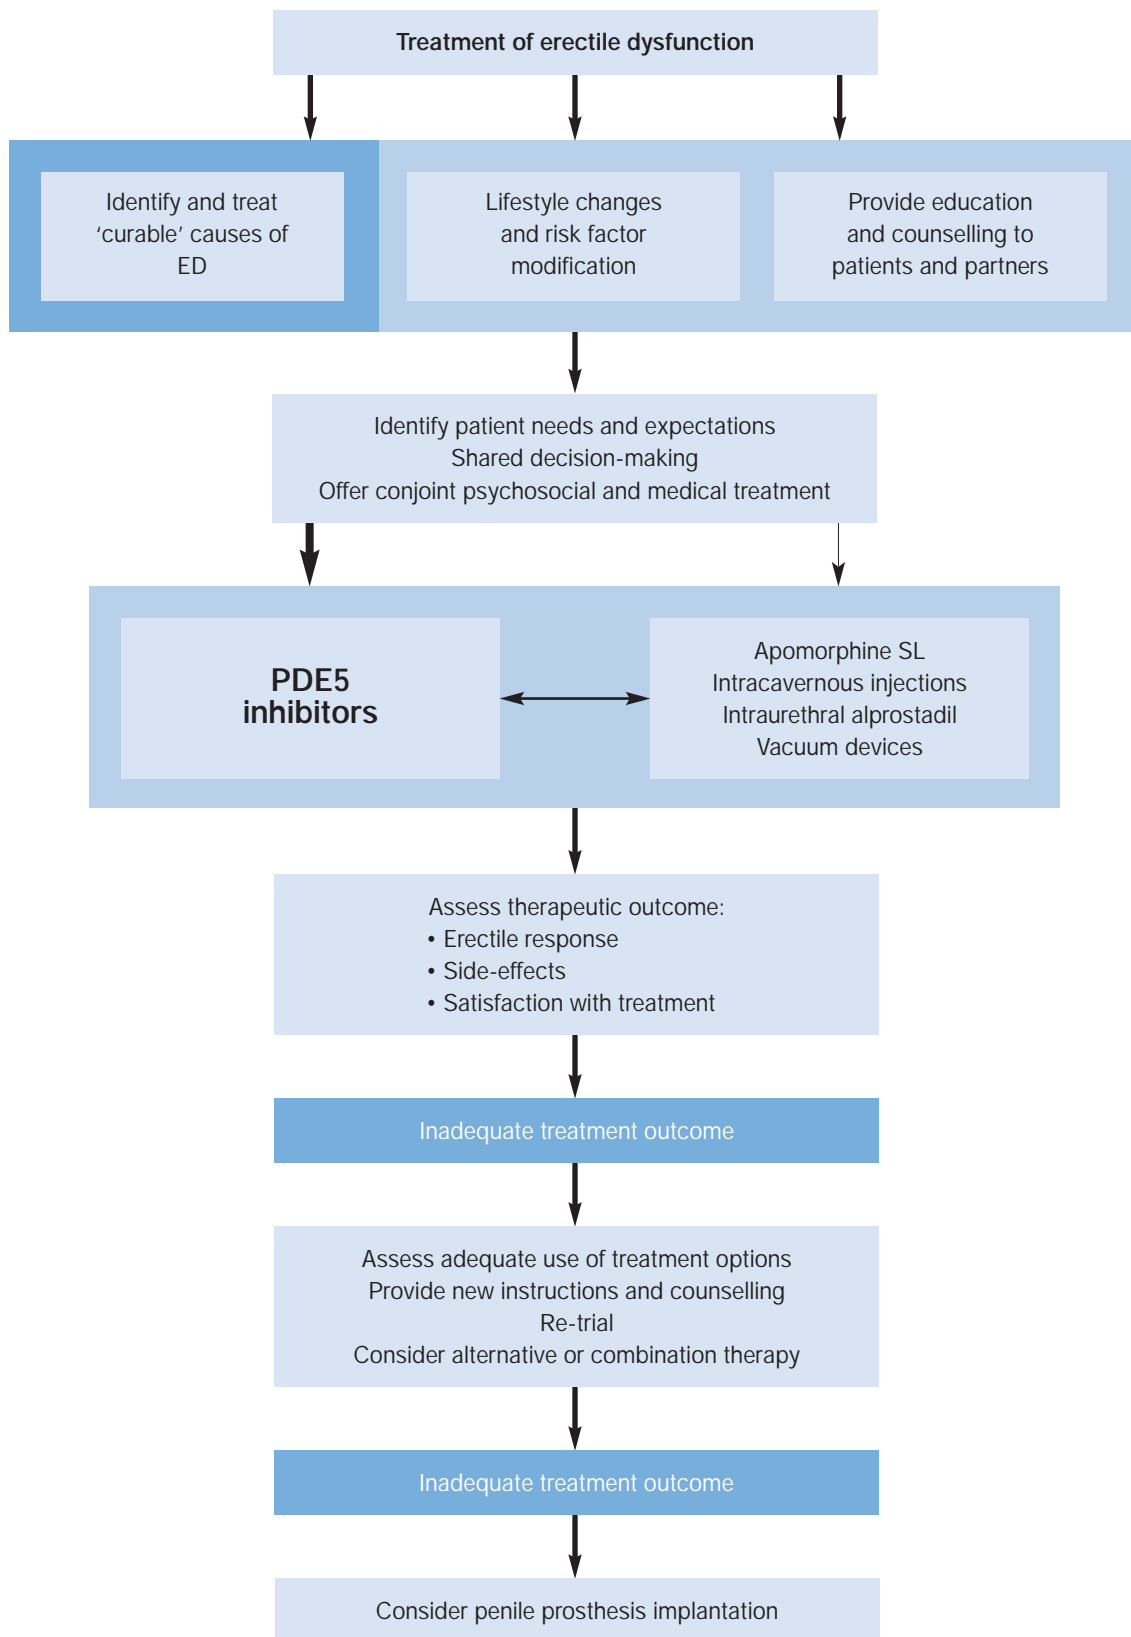 Treatment of erectile dysfunction
Identify and treat
‘curable’ causes of
ED
Lifestyle changes
and risk factor
modification
Provide education
and counselling to
patients and partners
Identify patient needs and expectations
Shared decision-making
Offer conjoint psychosocial and medical treatment
PDE5
inhibitors
Apomorphine SL
Intracavernous injections
Intraurethral alprostadil
Vacuum devices
Assess therapeutic outcome:
• Erectile response
• Side-effects
• Satisfaction with treatment
Inadequate treatment outcome
Assess adequate use of treatment options
Provide new instructions and counselling
Re-trial
Consider alternative or combination therapy
Inadequate treatment outcome
Consider penile prosthesis implantation